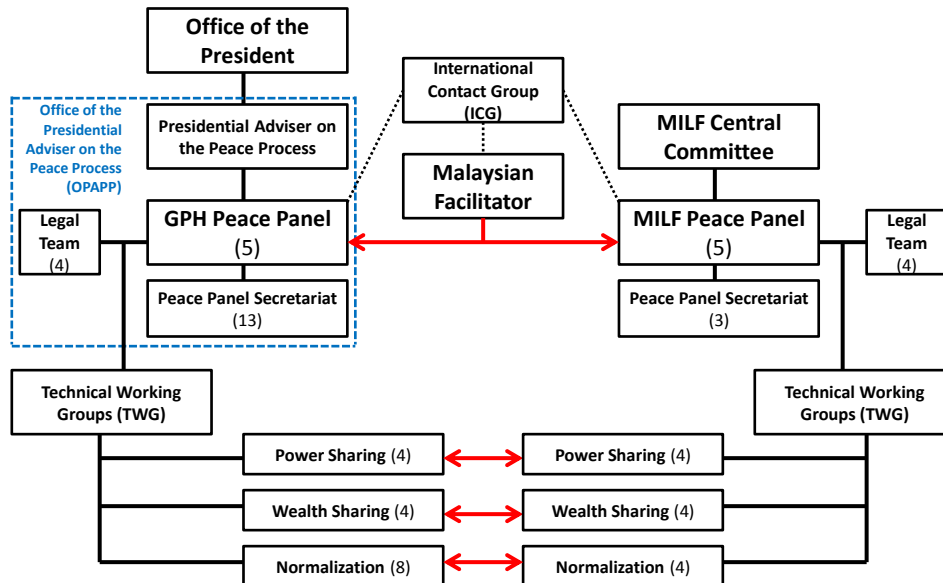 Office of the
President
International
Contact Group
(ICG)
Office of the
Presidential
Adviser on the
Peace Process
(OPAPP)
Presidential Adviser on
the Peace Process
MILF Central
Committee
Malaysian
Facilitator
Legal
Team
(4)
GPH Peace Panel
(5)
MILF Peace Panel
(5)
Legal
Team
(4)
Peace Panel Secretariat
(13)
Peace Panel Secretariat
(3)
Technical Working
Groups (TWG)
Technical Working
Groups (TWG)
Power Sharing (4)
Power Sharing (4)
Wealth Sharing (4)
Wealth Sharing (4)
Normalization (8)
Normalization (4)